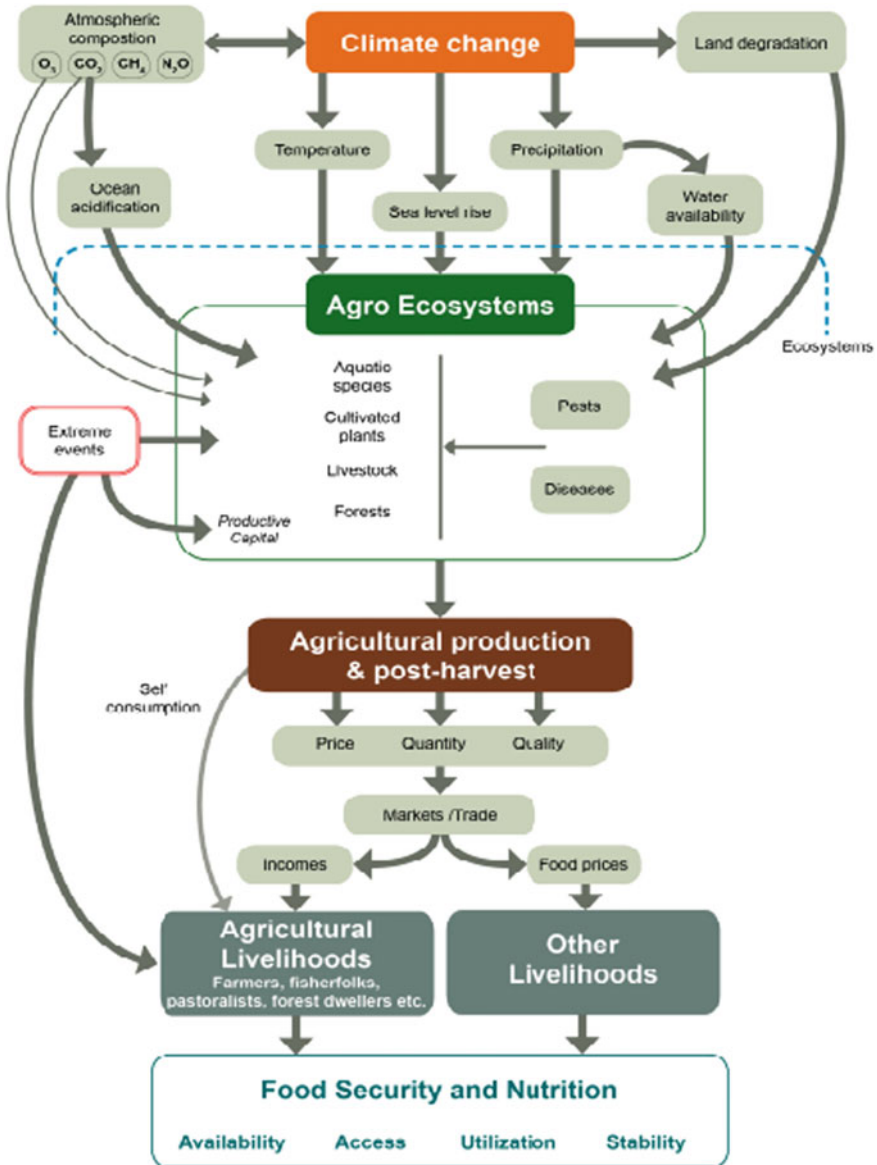 Atmospheric
compostion
O₃ CO₂ CH₄ N₂O
Climate change
Land degradation
Temperature
Precipitation
Ocean
acidification
Sea level rise
Water
availability
Agro Ecosystems
Ecosystems
Aquatic
species
Cultivated
plants
Livestock
Forests
Pests
Diseases
Extreme
events
Productive
Capital
Agricultural production
& post-harvest
Self
consumption
Price Quantity Quality
Markets /Trade
Incomes
Food prices
Agricultural
Livelihoods
Farmers, fisherfolks,
pastoralists, forest dwellers etc.
Other
Livelihoods
Food Security and Nutrition
Availability Access Utilization Stability